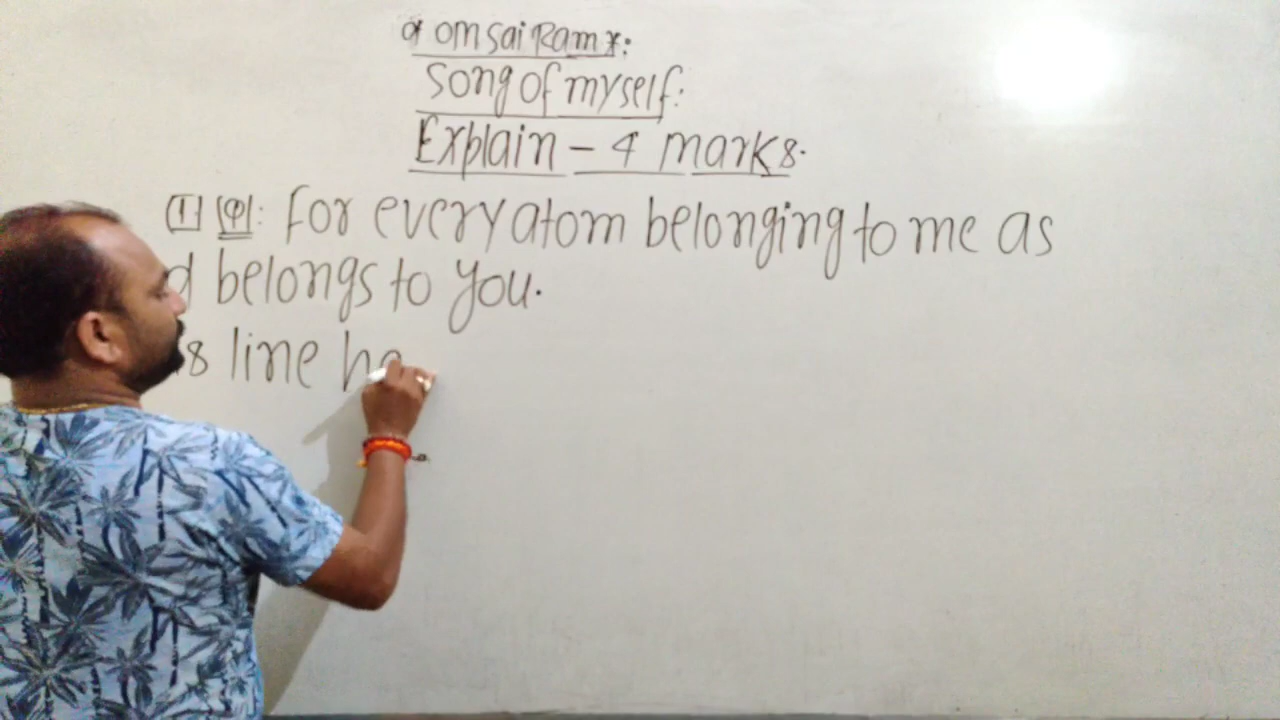 * om sai Ram *:
Song of myself:
Explain - 4 marks.
[1] [Q]: For every atom belonging to me as
belongs to you.
line